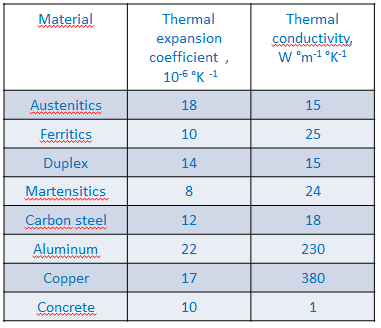 Material Thermal expansion coefficient , 10⁻⁶ °K ⁻¹ Thermal conductivity, W °m⁻¹ °K⁻¹
Austenitics 18 15
Ferritics 10 25
Duplex 14 15
Martensitics 8 24
Carbon steel 12 18
Aluminum 22 230
Copper 17 380
Concrete 10 1